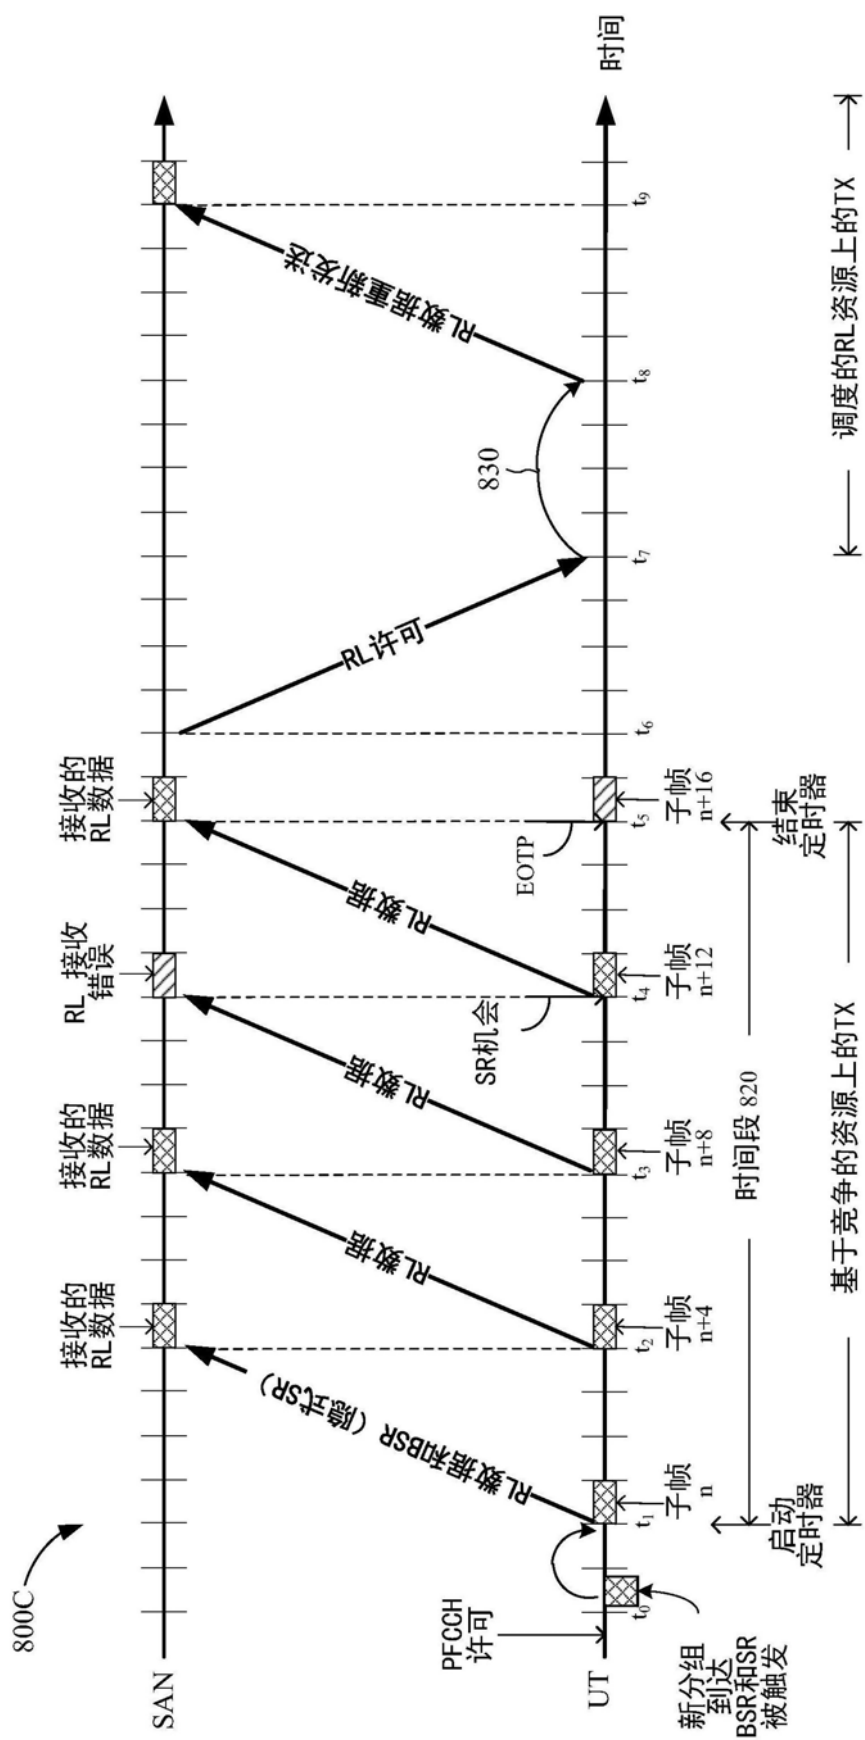 800C
SAN
接收的
RL数据
接收的
RL数据
RL 接收
错误
接收的
RL数据
RL数据和BSR（隐式SR）
RL数据
RL数据
RL数据
RL许可
RL数据重新发送
PFCCH
许可
SR机会
EOTP
830
UT
时间
t0
t1
t2
t3
t4
t5
t6
t7
t8
t9
新分组
到达
BSR和SR
被触发
子帧
n
子帧
n+4
子帧
n+8
子帧
n+12
子帧
n+16
启动
定时器
时间段 820
结束
定时器
基于竞争的资源上的TX
调度的RL资源上的TX